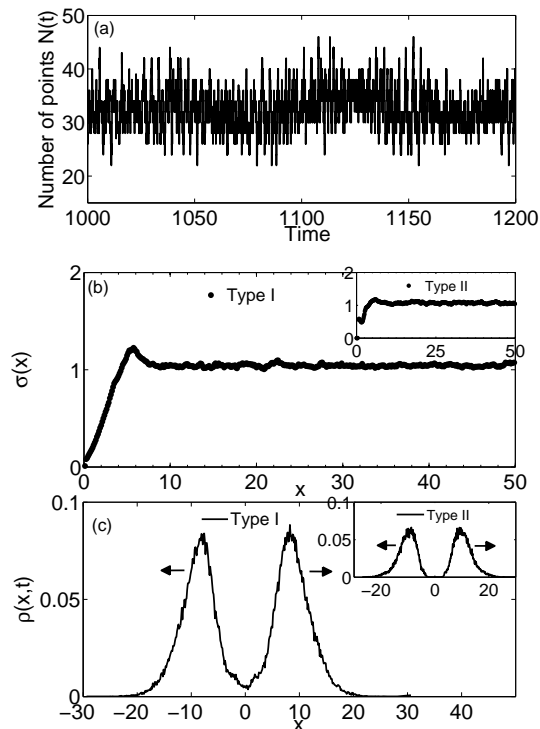 50
(a)
40
30
20
Number of points N(t)
1000 1050 1100 1150 1200
Time
2
(b)
Type I
1
0
σ(x)
0 10 20 30 40 50
x
2
Type II
1
0
0 25 50
0.1
(c)
Type I
0.05
0
ρ(x,t)
−30 −20 −10 0 10 20 30 40 50
x
0.1
Type II
0.05
0
−20 0 20